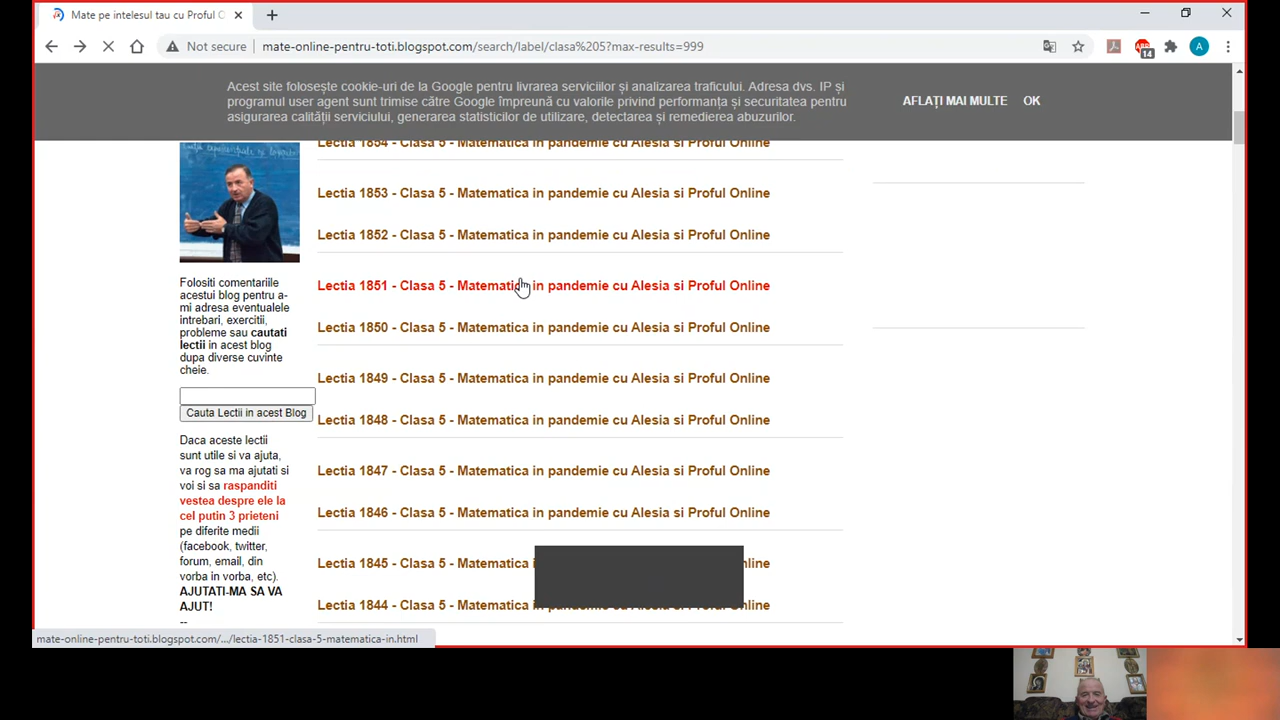 Mate pe intelesul tau cu Proful O
Not secure
mate-online-pentru-toti.blogspot.com/search/label/clasa%205?max-results=999
14
A
Acest site folosește cookie-uri de la Google pentru livrarea serviciilor și analizarea traficului. Adresa dvs. IP și
programul user agent sunt trimise către Google împreună cu valorile privind performanța și securitatea pentru
asigurarea calității serviciului, generarea statisticilor de utilizare, detectarea și remedierea abuzurilor.
AFLAȚI MAI MULTE OK
Lectia 1854 - Clasa 5 - Matematica in pandemie cu Alesia si Proful Online
Lectia 1853 - Clasa 5 - Matematica in pandemie cu Alesia si Proful Online
Lectia 1852 - Clasa 5 - Matematica in pandemie cu Alesia si Proful Online
Lectia 1851 - Clasa 5 - Matematica in pandemie cu Alesia si Proful Online
Lectia 1850 - Clasa 5 - Matematica in pandemie cu Alesia si Proful Online
Lectia 1849 - Clasa 5 - Matematica in pandemie cu Alesia si Proful Online
Lectia 1848 - Clasa 5 - Matematica in pandemie cu Alesia si Proful Online
Lectia 1847 - Clasa 5 - Matematica in pandemie cu Alesia si Proful Online
Lectia 1846 - Clasa 5 - Matematica in pandemie cu Alesia si Proful Online
Lectia 1845 - Clasa 5 - Matematica nline
Lectia 1844 - Clasa 5 - Matematica in pandemie cu Alesia si Proful Online
Folositi comentariile
acestui blog pentru a-
mi adresa eventualele
intrebari, exercitii,
probleme sau cautati
lectii in acest blog
dupa diverse cuvinte
cheie.
Cauta Lectii in acest Blog
Daca aceste lectii
sunt utile si va ajuta,
va rog sa ma ajutati si
voi si sa raspanditi
vestea despre ele la
cel putin 3 prieteni
pe diferite medii
(facebook, twitter,
forum, email, din
vorba in vorba, etc).
AJUTATI-MA SA VA
AJUT!
--
mate-online-pentru-toti.blogspot.com/.../lectia-1851-clasa-5-matematica-in.html